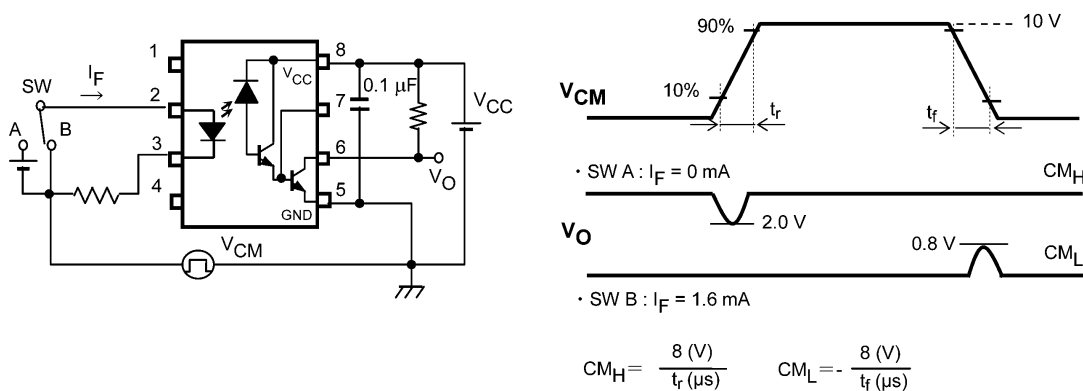 1
8
I_F
V_CC
0.1 μF
SW
2
7
V_CC
A
B
3
6
V_O
4
5
GND
V_CM
90%
10 V
V_CM
10%
t_r
t_f
・SW A : I_F = 0 mA
CM_H
2.0 V
V_O
0.8 V
CM_L
・SW B : I_F = 1.6 mA
CM_H = 8 (V) / t_r (μs)
CM_L = - 8 (V) / t_f (μs)